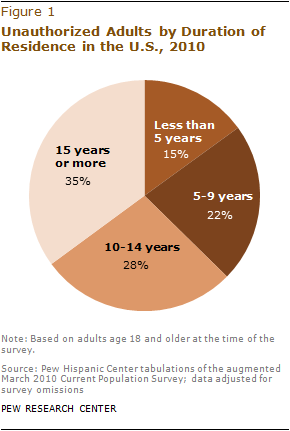 Figure 1
Unauthorized Adults by Duration of
Residence in the U.S., 2010
Less than
5 years
15%
5-9 years
22%
10-14 years
28%
15 years
or more
35%
Note: Based on adults age 18 and older at the time of the
survey.
Source: Pew Hispanic Center tabulations of the augmented
March 2010 Current Population Survey; data adjusted for
survey omissions
PEW RESEARCH CENTER